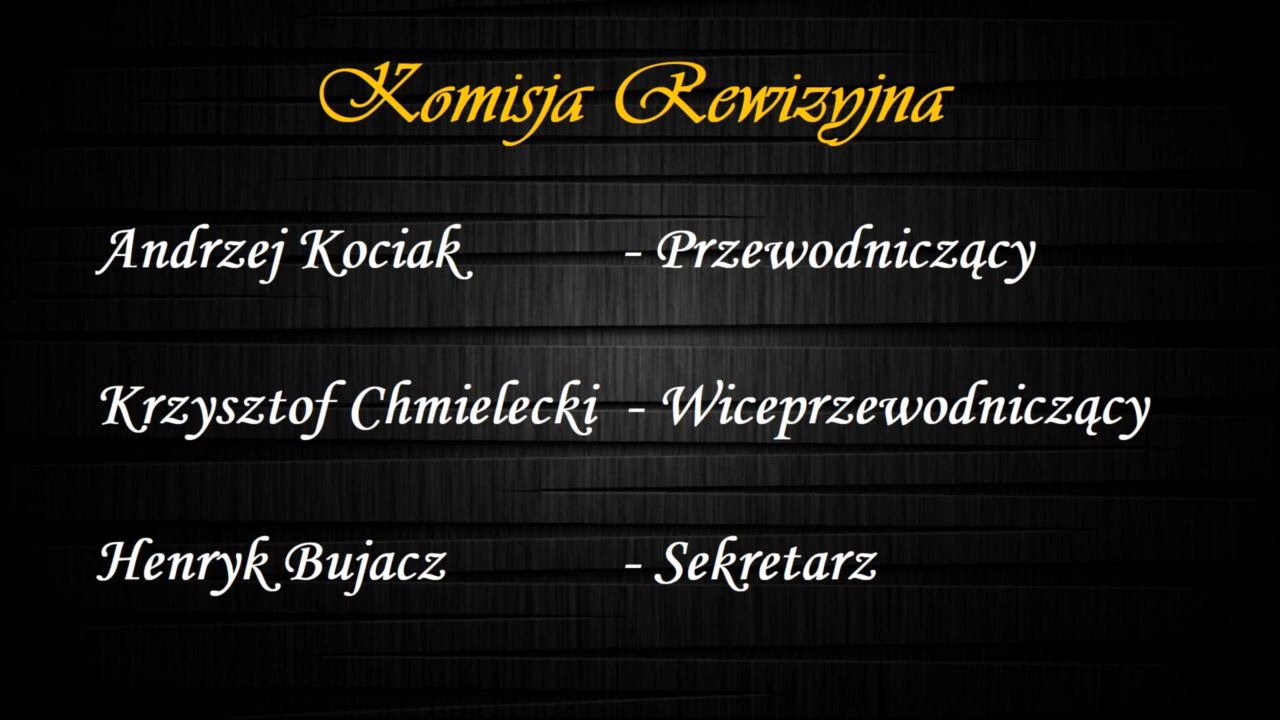 Komisja Rewizyjna
Andrzej Kociak - Przewodniczący
Krzysztof Chmielecki - Wiceprzewodniczący
Henryk Bujacz - Sekretarz